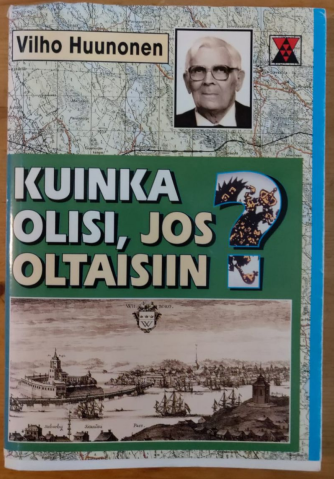 Vilho Huunonen
KUINKA
OLISI, JOS
OLTAISIIN?